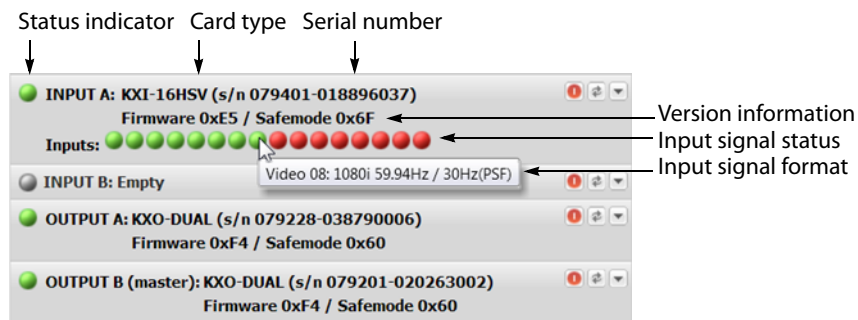 Status indicator Card type Serial number
INPUT A: KXI-16HSV (s/n 079401-018896037)
Firmware 0xE5 / Safemode 0x6F
Version information
Inputs:
Input signal status
Video 08: 1080i 59.94Hz / 30Hz(PSF)
Input signal format
INPUT B: Empty
OUTPUT A: KXO-DUAL (s/n 079228-038790006)
Firmware 0xF4 / Safemode 0x60
OUTPUT B (master): KXO-DUAL (s/n 079201-020263002)
Firmware 0xF4 / Safemode 0x60